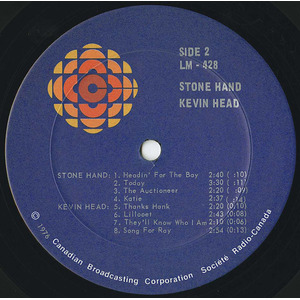 SIDE 2
LM - 428
STONE HAND
KEVIN HEAD
STONE HAND: 1. Headin' For The Bay 2:40 ( :10)
2. Today 3:30 ( :11)
3. The Auctioneer 2:20 ( :09)
4. Katie 2:37 ( :14)
KEVIN HEAD: 5. Thanks Hank 2:20 (0.10)
6. Lillooet 2:43 (0:08)
7. They'll Know Who I Am 2:10 (0:06)
8. Song For Ray 2:54 (0.13)
© 1976 Canadian Broadcasting Corporation Société Radio-Canada